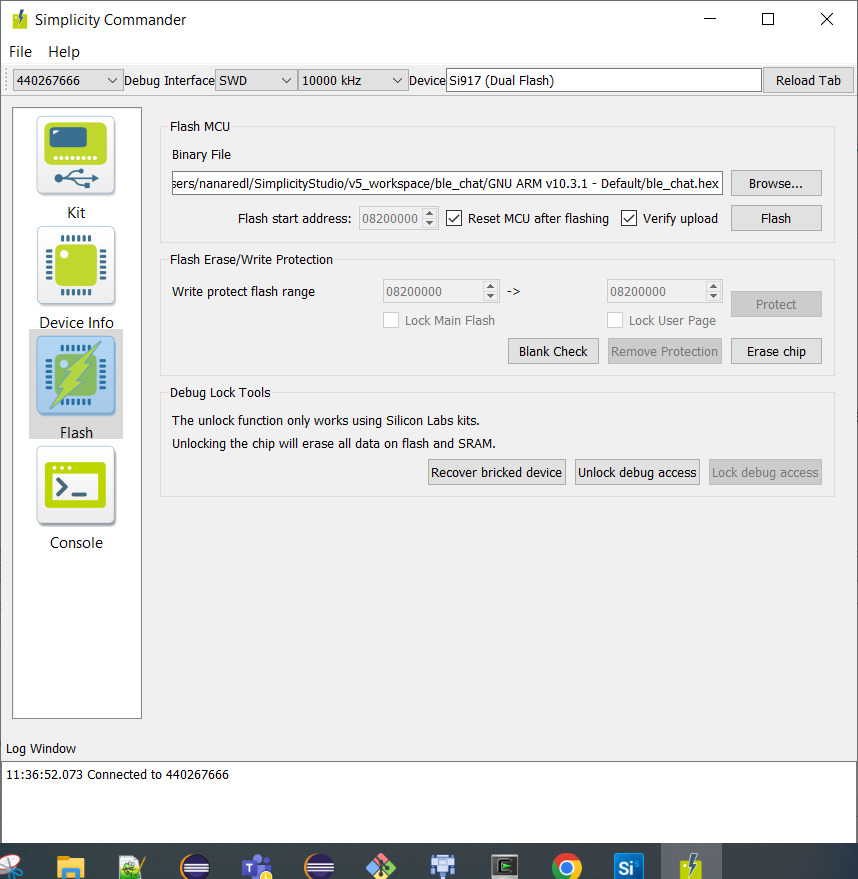 Simplicity Commander
File Help
440267666 Debug Interface SWD 10000 kHz Device Si917 (Dual Flash) Reload Tab
Kit
Device Info
Flash
Console
Flash MCU
Binary File
sers/nanaredl/SimplicityStudio/v5_workspace/ble_chat/GNU ARM v10.3.1 - Default/ble_chat.hex Browse...
Flash start address: 08200000 Reset MCU after flashing Verify upload Flash
Flash Erase/Write Protection
Write protect flash range 08200000 -> 08200000 Protect
Lock Main Flash Lock User Page
Blank Check Remove Protection Erase chip
Debug Lock Tools
The unlock function only works using Silicon Labs kits.
Unlocking the chip will erase all data on flash and SRAM.
Recover bricked device Unlock debug access Lock debug access
Log Window
11:36:52.073 Connected to 440267666
Si